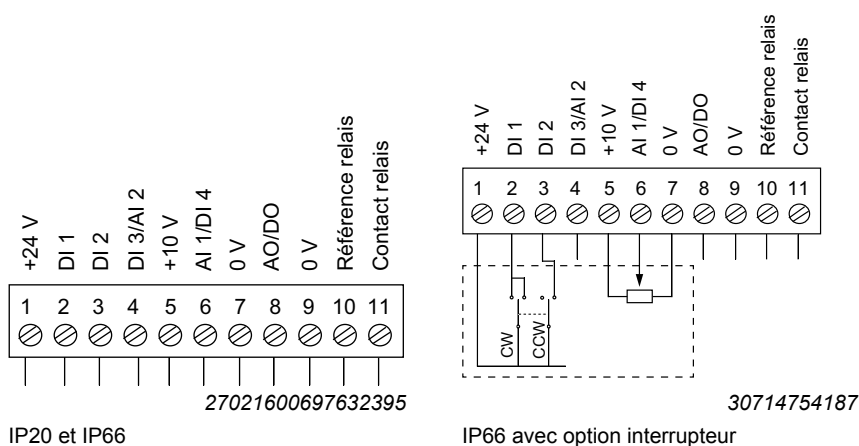 +24 V
DI 1
DI 2
DI 3/AI 2
+10 V
AI 1/DI 4
0 V
AO/DO
0 V
Référence relais
Contact relais
1 2 3 4 5 6 7 8 9 10 11
27021600697632395
IP20 et IP66
+24 V
DI 1
DI 2
DI 3/AI 2
+10 V
AI 1/DI 4
0 V
AO/DO
0 V
Référence relais
Contact relais
1 2 3 4 5 6 7 8 9 10 11
CW
CCW
30714754187
IP66 avec option interrupteur